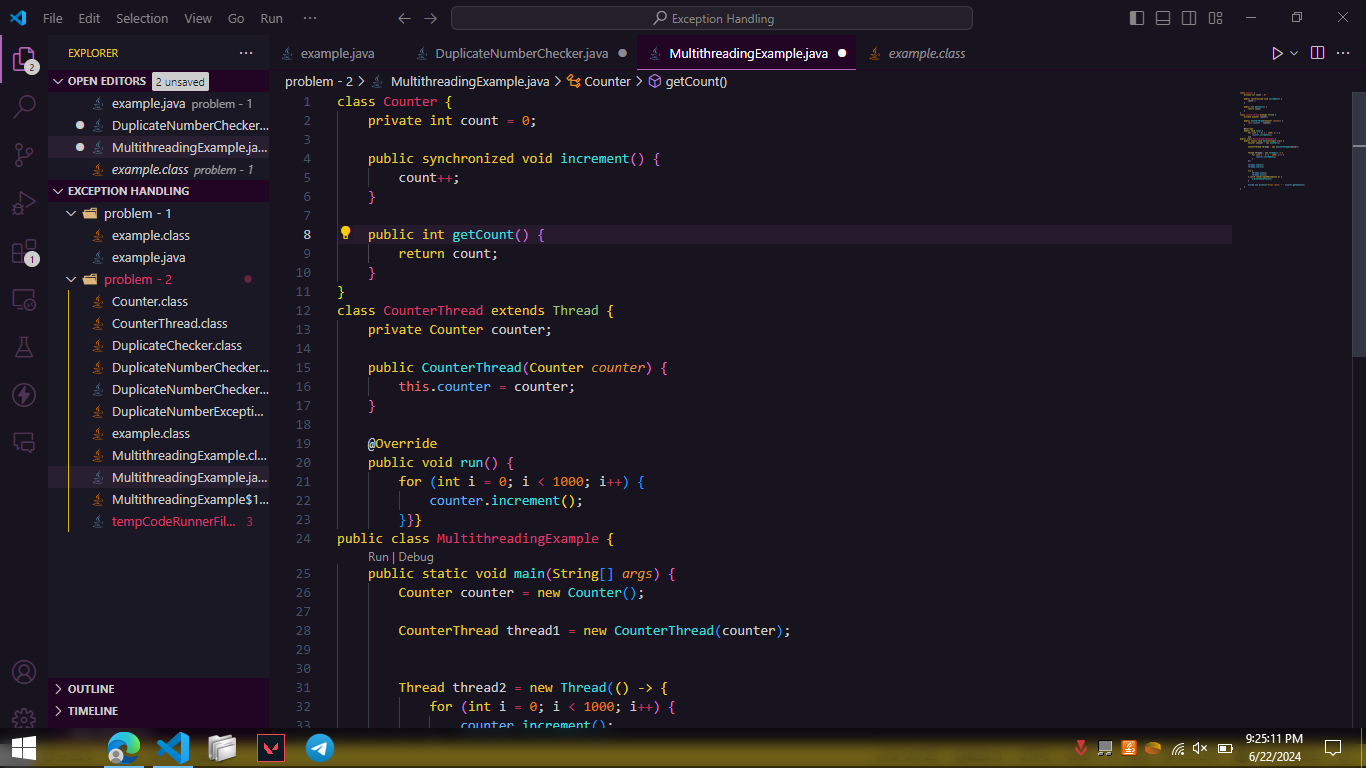 File Edit Selection View Go Run ··· Exception Handling
EXPLORER ···
OPEN EDITORS 2 unsaved
example.java problem - 1
DuplicateNumberChecker...
MultithreadingExample.ja...
example.class problem - 1
EXCEPTION HANDLING
problem - 1
example.class
example.java
problem - 2
Counter.class
CounterThread.class
DuplicateChecker.class
DuplicateNumberChecker...
DuplicateNumberChecker...
DuplicateNumberExcepti...
example.class
MultithreadingExample.cl...
MultithreadingExample.ja...
MultithreadingExample$1...
tempCodeRunnerFil... 3
OUTLINE
TIMELINE
2
1
example.java DuplicateNumberChecker.java MultithreadingExample.java example.class
problem - 2 > MultithreadingExample.java > Counter > getCount()
1 class Counter {
2 private int count = 0;
3
4 public synchronized void increment() {
5 count++;
6 }
7
8 public int getCount() {
9 return count;
10 }
11 }
12 class CounterThread extends Thread {
13 private Counter counter;
14
15 public CounterThread(Counter counter) {
16 this.counter = counter;
17 }
18
19 @Override
20 public void run() {
21 for (int i = 0; i < 1000; i++) {
22 counter.increment();
23 }}}
24 public class MultithreadingExample {
Run | Debug
25 public static void main(String[] args) {
26 Counter counter = new Counter();
27
28 CounterThread thread1 = new CounterThread(counter);
29
30
31 Thread thread2 = new Thread(() -> {
32 for (int i = 0; i < 1000; i++) {
33 counter.increment();
9:25:11 PM
6/22/2024